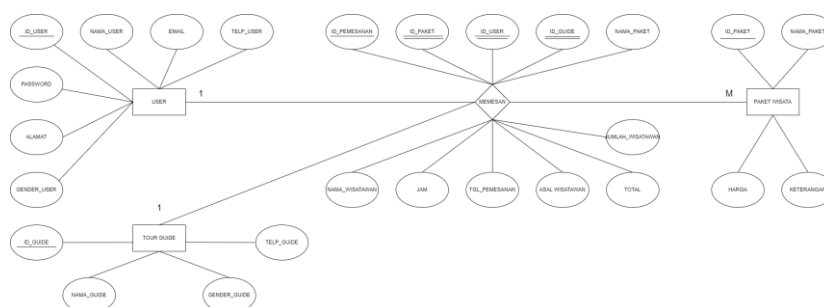 ID_USER
NAMA_USER
EMAIL
TELP_USER
ID_PEMESANAN
ID_PAKET
ID_USER
ID_GUIDE
NAMA_PAKET
ID_PAKET
NAMA_PAKET
PASSWORD
USER
1
MEMESAN
M
PAKET WISATA
ALAMAT
JUMLAH_WISATAWAN
GENDER_USER
NAMA_WISATAWAN
JAM
TGL_PEMESANAN
ASAL WISATAWAN
TOTAL
HARGA
KETERANGAN
1
ID_GUIDE
TOUR GUIDE
TELP_GUIDE
NAMA_GUIDE
GENDER_GUIDE